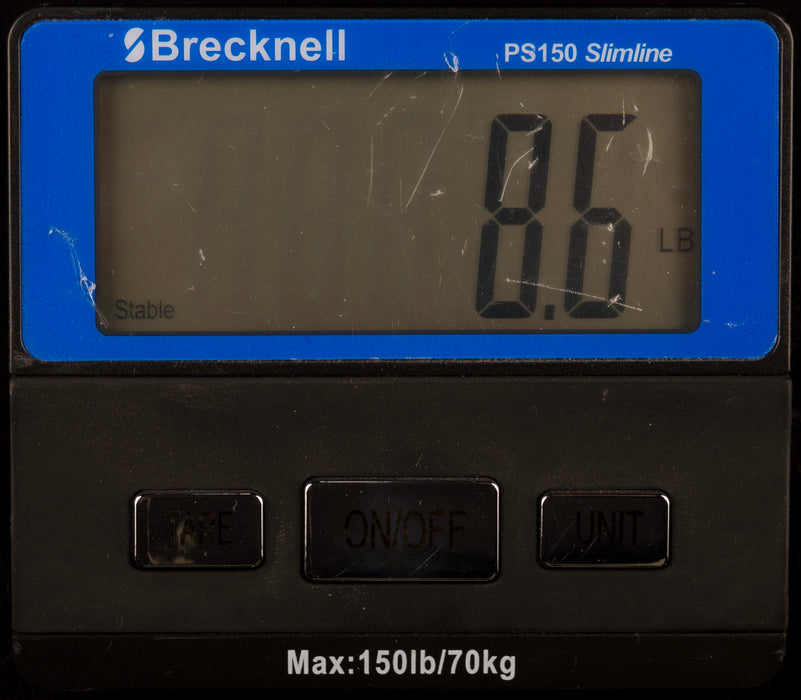 Brecknell
PS150 Slimline
8.6
LB
Stable
TARE ON/OFF UNIT
Max:150lb/70kg